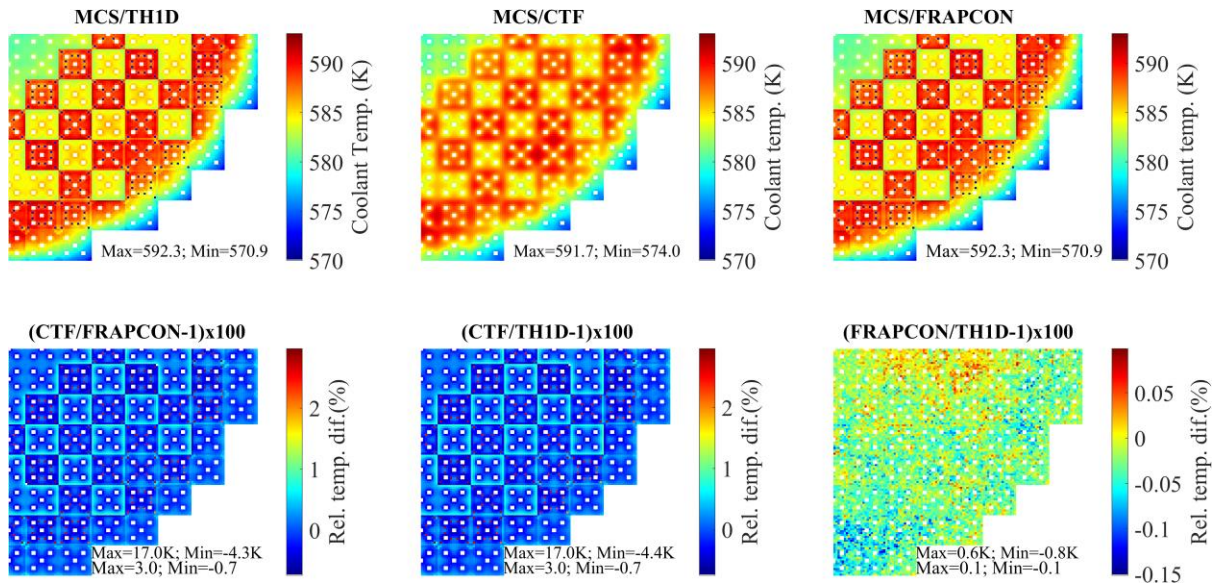 MCS/TH1D
MCS/CTF
MCS/FRAPCON
590
585
580
575
570
Coolant Temp. (K)
Max=592.3; Min=570.9
590
585
580
575
570
Coolant temp. (K)
Max=591.7; Min=574.0
590
585
580
575
570
Coolant temp. (K)
Max=592.3; Min=570.9
(CTF/FRAPCON-1)x100
(CTF/TH1D-1)x100
(FRAPCON/TH1D-1)x100
2
1
0
Rel. temp. dif.(%)
Max=17.0K; Min=-4.3K
Max=3.0; Min=-0.7
2
1
0
Rel. temp. dif.(%)
Max=17.0K; Min=-4.4K
Max=3.0; Min=-0.7
0.05
0
-0.05
-0.1
-0.15
Rel. temp. dif.(%)
Max=0.6K; Min=-0.8K
Max=0.1; Min=-0.1